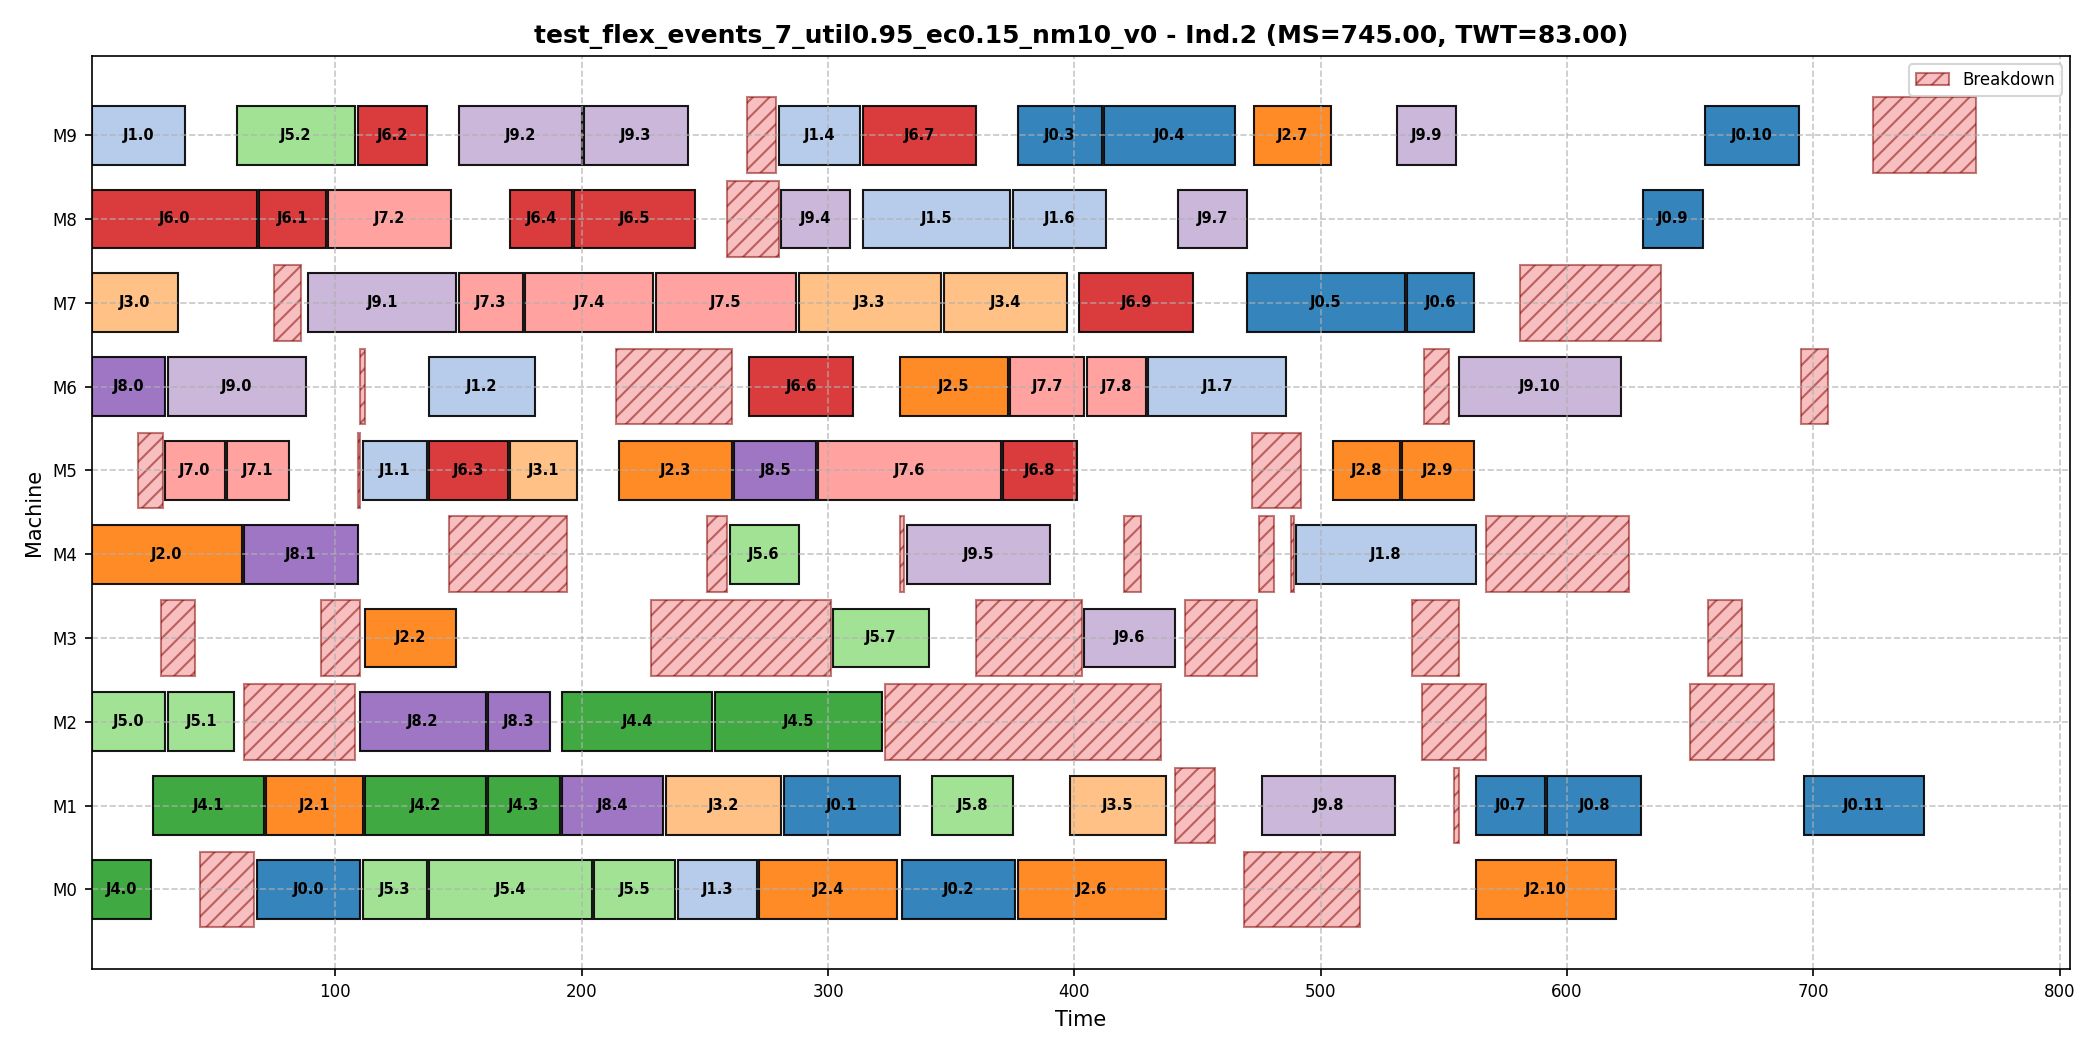 test_flex_events_7_util0.95_ec0.15_nm10_v0 - Ind.2 (MS=745.00, TWT=83.00)
Breakdown
M9 J1.0 J5.2 J6.2 J9.2 J9.3 J1.4 J6.7 J0.3 J0.4 J2.7 J9.9 J0.10
M8 J6.0 J6.1 J7.2 J6.4 J6.5 J9.4 J1.5 J1.6 J9.7 J0.9
M7 J3.0 J9.1 J7.3 J7.4 J7.5 J3.3 J3.4 J6.9 J0.5 J0.6
M6 J8.0 J9.0 J1.2 J6.6 J2.5 J7.7 J7.8 J1.7 J9.10
M5 J7.0 J7.1 J1.1 J6.3 J3.1 J2.3 J8.5 J7.6 J6.8 J2.8 J2.9
M4 J2.0 J8.1 J5.6 J9.5 J1.8
M3 J2.2 J5.7 J9.6
M2 J5.0 J5.1 J8.2 J8.3 J4.4 J4.5
M1 J4.1 J2.1 J4.2 J4.3 J8.4 J3.2 J0.1 J5.8 J3.5 J9.8 J0.7 J0.8 J0.11
M0 J4.0 J0.0 J5.3 J5.4 J5.5 J1.3 J2.4 J0.2 J2.6 J2.10
Machine
100 200 300 400 500 600 700 800
Time